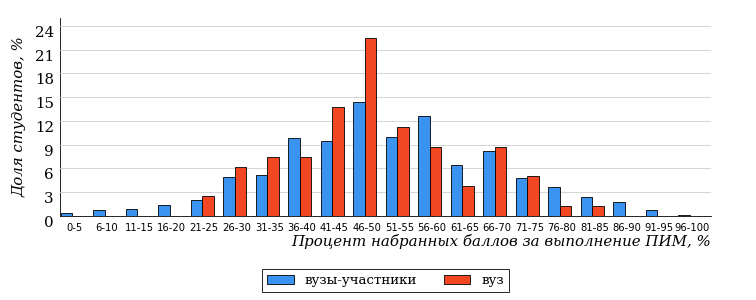 Доля студентов, %
24
21
18
15
12
9
6
3
0
0-5 6-10 11-15 16-20 21-25 26-30 31-35 36-40 41-45 46-50 51-55 56-60 61-65 66-70 71-75 76-80 81-85 86-90 91-95 96-100
Процент набранных баллов за выполнение ПИМ, %
вузы-участники вуз